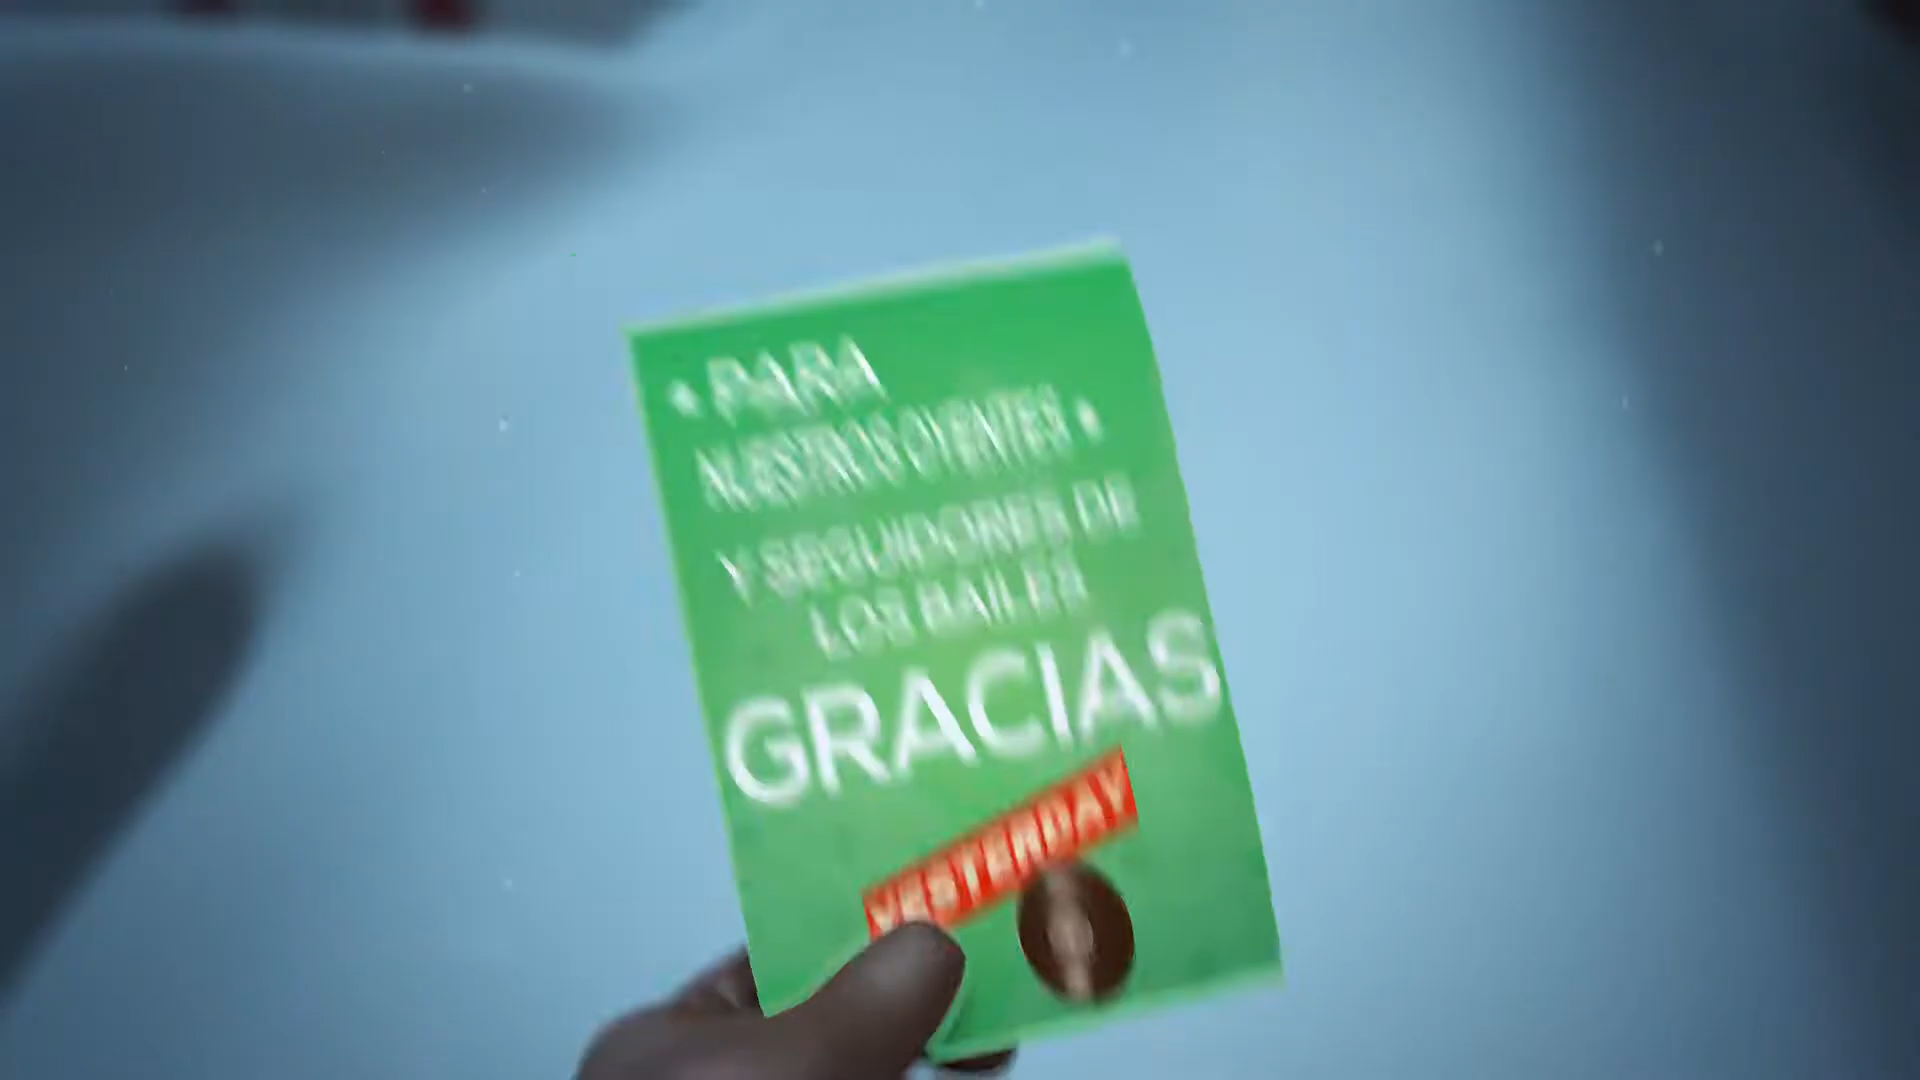 • PARA
NUESTROS OYENTES •
Y SEGUIDORES DE
LOS BAILES
GRACIAS
YESTERDAY